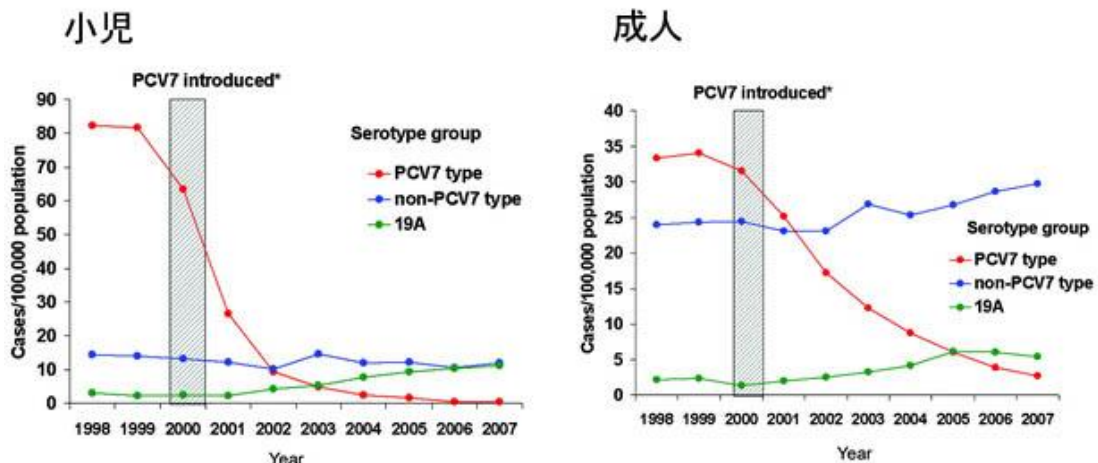 小児
PCV7 introduced*
90
80
70
60
50
40
30
20
10
0
Cases/100,000 population
Serotype group
PCV7 type
non-PCV7 type
19A
1998 1999 2000 2001 2002 2003 2004 2005 2006 2007
Year
成人
PCV7 introduced*
40
35
30
25
20
15
10
5
0
Cases/100,000 population
Serotype group
PCV7 type
non-PCV7 type
19A
1998 1999 2000 2001 2002 2003 2004 2005 2006 2007
Year